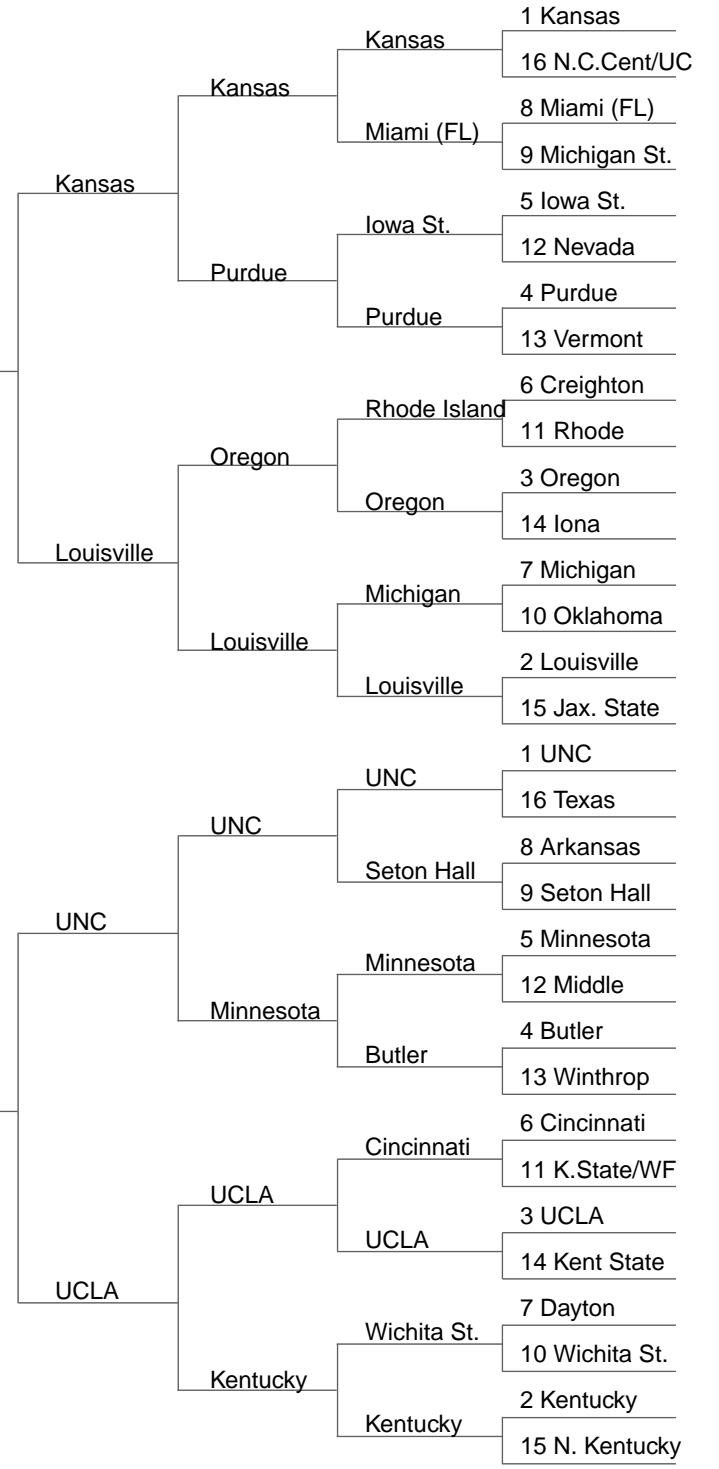 1 Kansas
Kansas
16 N.C.Cent/UC
Kansas
8 Miami (FL)
Miami (FL)
9 Michigan St.
Kansas
5 Iowa St.
Iowa St.
12 Nevada
Purdue
4 Purdue
Purdue
13 Vermont
6 Creighton
Rhode Island
11 Rhode
Oregon
3 Oregon
Oregon
14 Iona
Louisville
7 Michigan
Michigan
10 Oklahoma
Louisville
2 Louisville
Louisville
15 Jax. State
1 UNC
UNC
16 Texas
UNC
8 Arkansas
Seton Hall
9 Seton Hall
UNC
5 Minnesota
Minnesota
12 Middle
Minnesota
4 Butler
Butler
13 Winthrop
6 Cincinnati
Cincinnati
11 K.State/WF
UCLA
3 UCLA
UCLA
14 Kent State
UCLA
7 Dayton
Wichita St.
10 Wichita St.
Kentucky
2 Kentucky
Kentucky
15 N. Kentucky